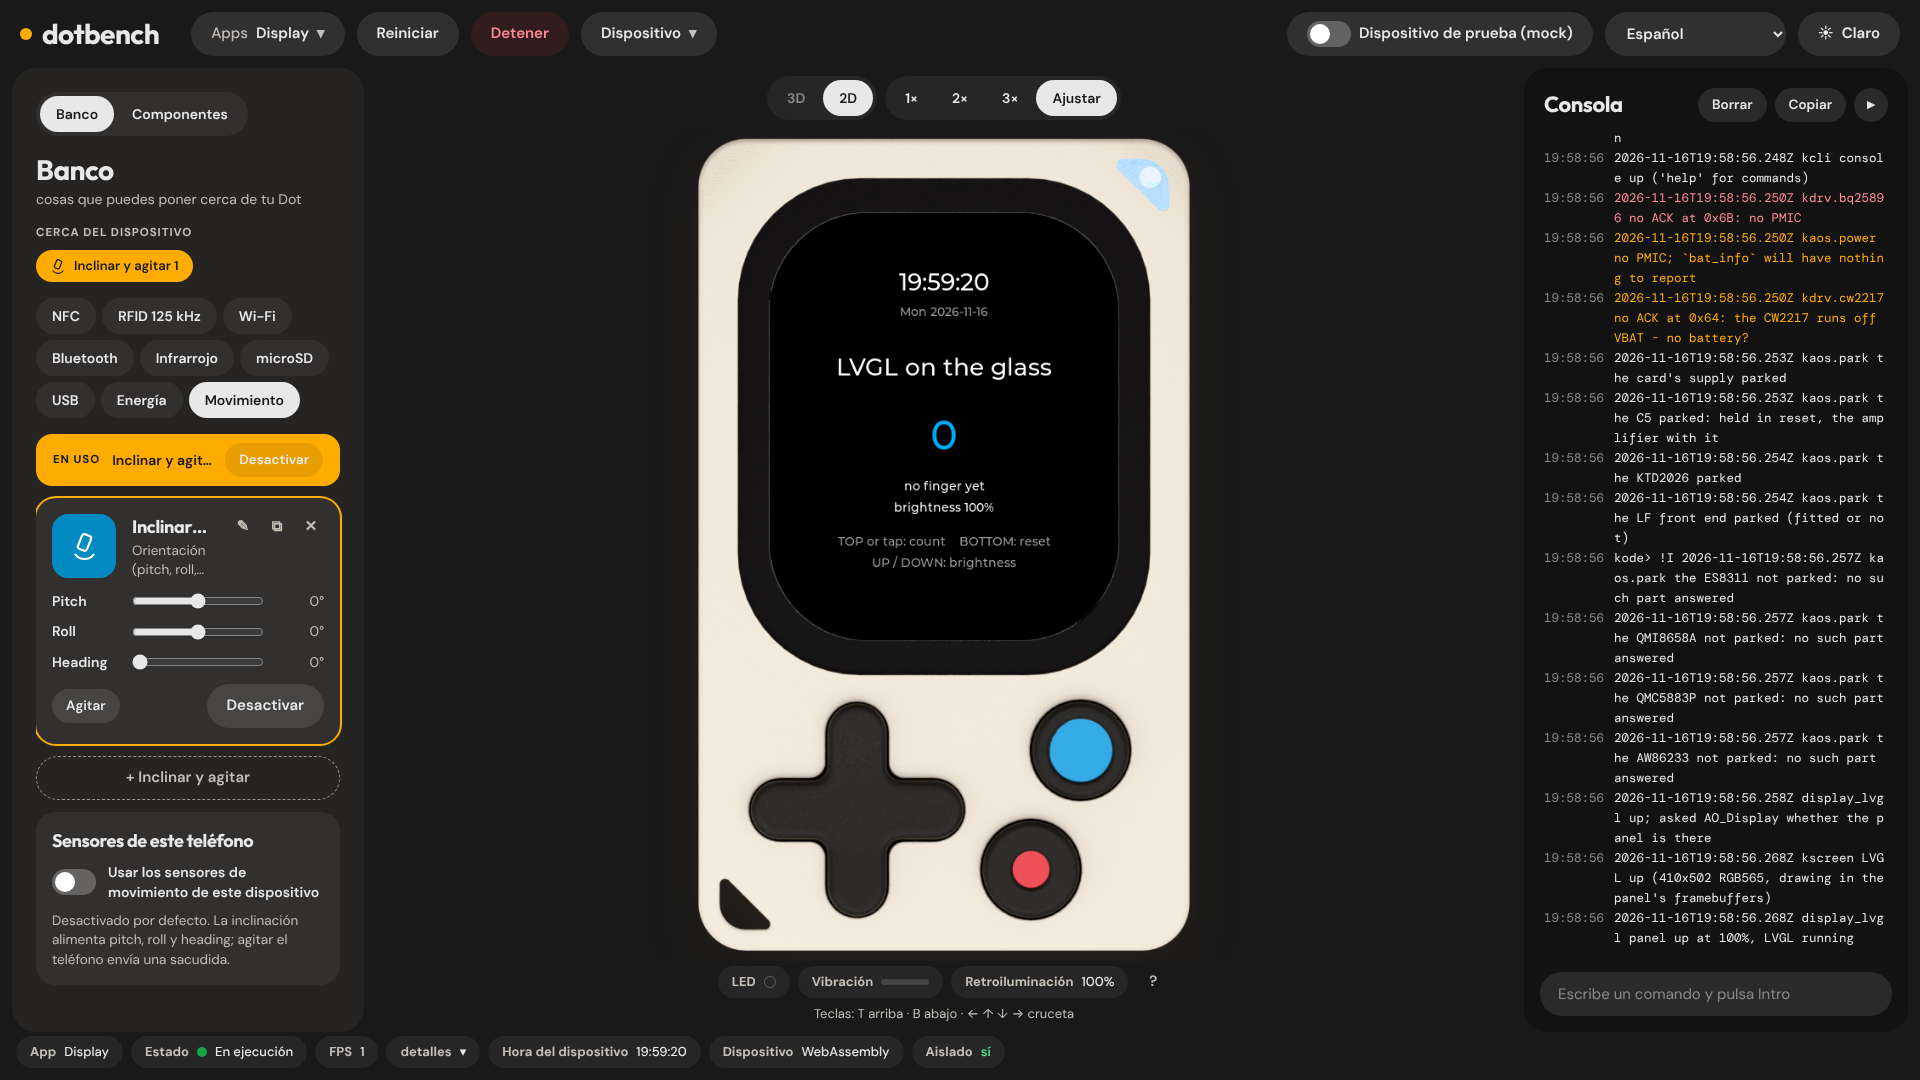 dotbench
Apps Display ▾
Reiniciar
Detener
Dispositivo ▾
Dispositivo de prueba (mock)
Español
☀ Claro
Banco
Componentes
Banco
cosas que puedes poner cerca de tu Dot
CERCA DEL DISPOSITIVO
Inclinar y agitar 1
NFC
RFID 125 kHz
Wi-Fi
Bluetooth
Infrarrojo
microSD
USB
Energía
Movimiento
EN USO Inclinar y agit... Desactivar
Inclinar...
Orientación
(pitch, roll,...
Pitch 0°
Roll 0°
Heading 0°
Agitar
Desactivar
+ Inclinar y agitar
Sensores de este teléfono
Usar los sensores de
movimiento de este dispositivo
Desactivado por defecto. La inclinación
alimenta pitch, roll y heading; agitar el
teléfono envía una sacudida.
3D
2D
1×
2×
3×
Ajustar
19:59:20
Mon 2026-11-16
LVGL on the glass
0
no finger yet
brightness 100%
TOP or tap: count BOTTOM: reset
UP / DOWN: brightness
LED
Vibración
Retroiluminación 100%
?
Teclas: T arriba · B abajo · ← ↑ ↓ → cruceta
Consola
Borrar
Copiar
▶
n
19:58:56 2026-11-16T19:58:56.248Z kcli consol
e up ('help' for commands)
19:58:56 2026-11-16T19:58:56.250Z kdrv.bq2589
6 no ACK at 0x6B: no PMIC
19:58:56 2026-11-16T19:58:56.250Z kaos.power
no PMIC; `bat_info` will have nothin
g to report
19:58:56 2026-11-16T19:58:56.250Z kdrv.cw2217
no ACK at 0x64: the CW2217 runs off
VBAT - no battery?
19:58:56 2026-11-16T19:58:56.253Z kaos.park t
he card's supply parked
19:58:56 2026-11-16T19:58:56.253Z kaos.park t
he C5 parked: held in reset, the amp
lifier with it
19:58:56 2026-11-16T19:58:56.254Z kaos.park t
he KTD2026 parked
19:58:56 2026-11-16T19:58:56.254Z kaos.park t
he LF front end parked (fitted or no
t)
19:58:56 kode> !I 2026-11-16T19:58:56.257Z ka
os.park the ES8311 not parked: no su
ch part answered
19:58:56 2026-11-16T19:58:56.257Z kaos.park t
he QMI8658A not parked: no such part
answered
19:58:56 2026-11-16T19:58:56.257Z kaos.park t
he QMC5883P not parked: no such part
answered
19:58:56 2026-11-16T19:58:56.257Z kaos.park t
he AW86233 not parked: no such part
answered
19:58:56 2026-11-16T19:58:56.258Z display_lvg
l up; asked AO_Display whether the p
anel is there
19:58:56 2026-11-16T19:58:56.268Z kscreen LVG
L up (410x502 RGB565, drawing in the
panel's framebuffers)
19:58:56 2026-11-16T19:58:56.268Z display_lvg
l panel up at 100%, LVGL running
Escribe un comando y pulsa Intro
App Display
Estado En ejecución
FPS 1
detalles ▾
Hora del dispositivo 19:59:20
Dispositivo WebAssembly
Aislado sí